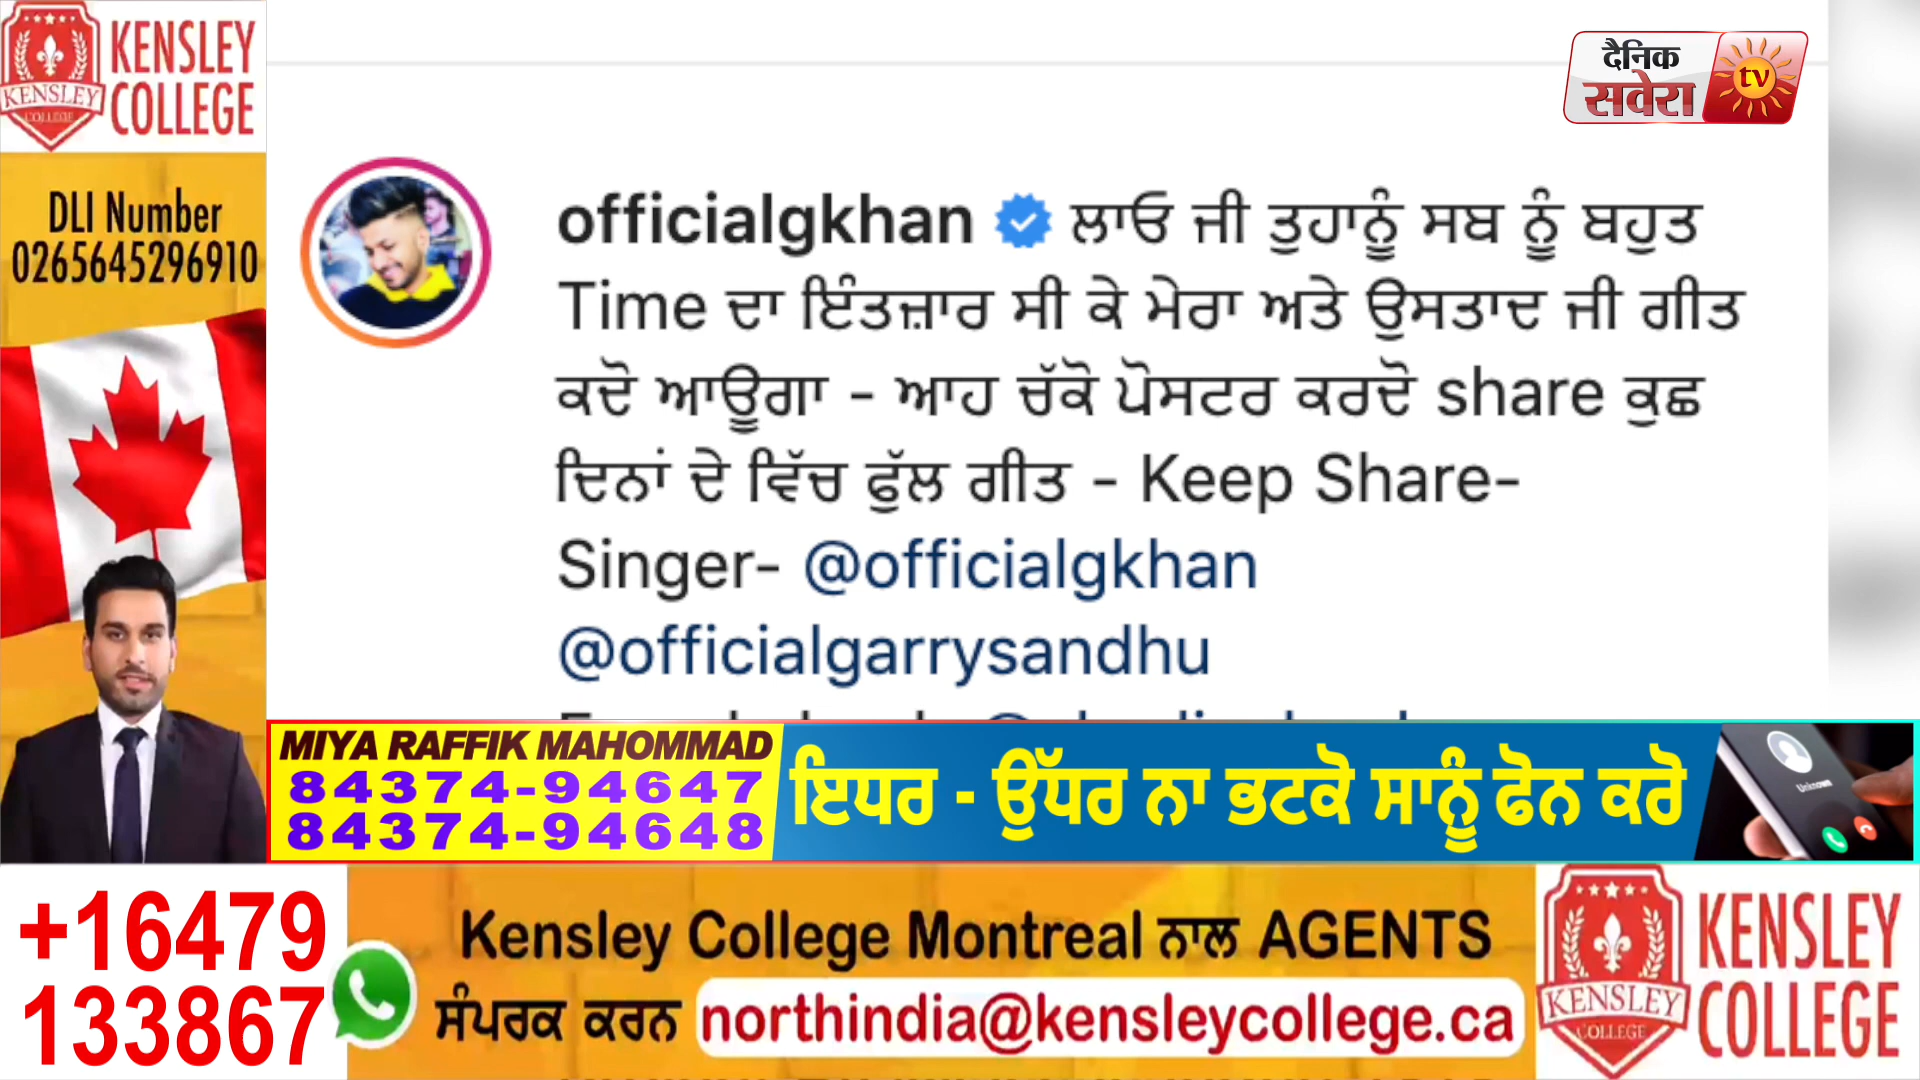 KENSLEY
COLLEGE
KENSLEY
COLLEGE
DLI Number
0265645296910
दैनिक
सवेरा
tv
officialgkhan ਲਾਓ ਜੀ ਤੁਹਾਨੂੰ ਸਬ ਨੂੰ ਬਹੁਤ
Time ਦਾ ਇੰਤਜ਼ਾਰ ਸੀ ਕੇ ਮੇਰਾ ਅਤੇ ਉਸਤਾਦ ਜੀ ਗੀਤ
ਕਦੋ ਆਊਗਾ - ਆਹ ਚੱਕੋ ਪੋਸਟਰ ਕਰਦੋ share ਕੁਛ
ਦਿਨਾਂ ਦੇ ਵਿੱਚ ਫੁੱਲ ਗੀਤ - Keep Share-
Singer- @officialgkhan
@officialgarrysandhu
MIYA RAFFIK MAHOMMAD
84374-94647
84374-94648
ਇਧਰ - ਉੱਧਰ ਨਾ ਭਟਕੋ ਸਾਨੂੰ ਫੋਨ ਕਰੋ
Unknown
+16479
133867
Kensley College Montreal ਨਾਲ AGENTS
ਸੰਪਰਕ ਕਰਨ northindia@kensleycollege.ca
KENSLEY
COLLEGE
KENSLEY
COLLEGE